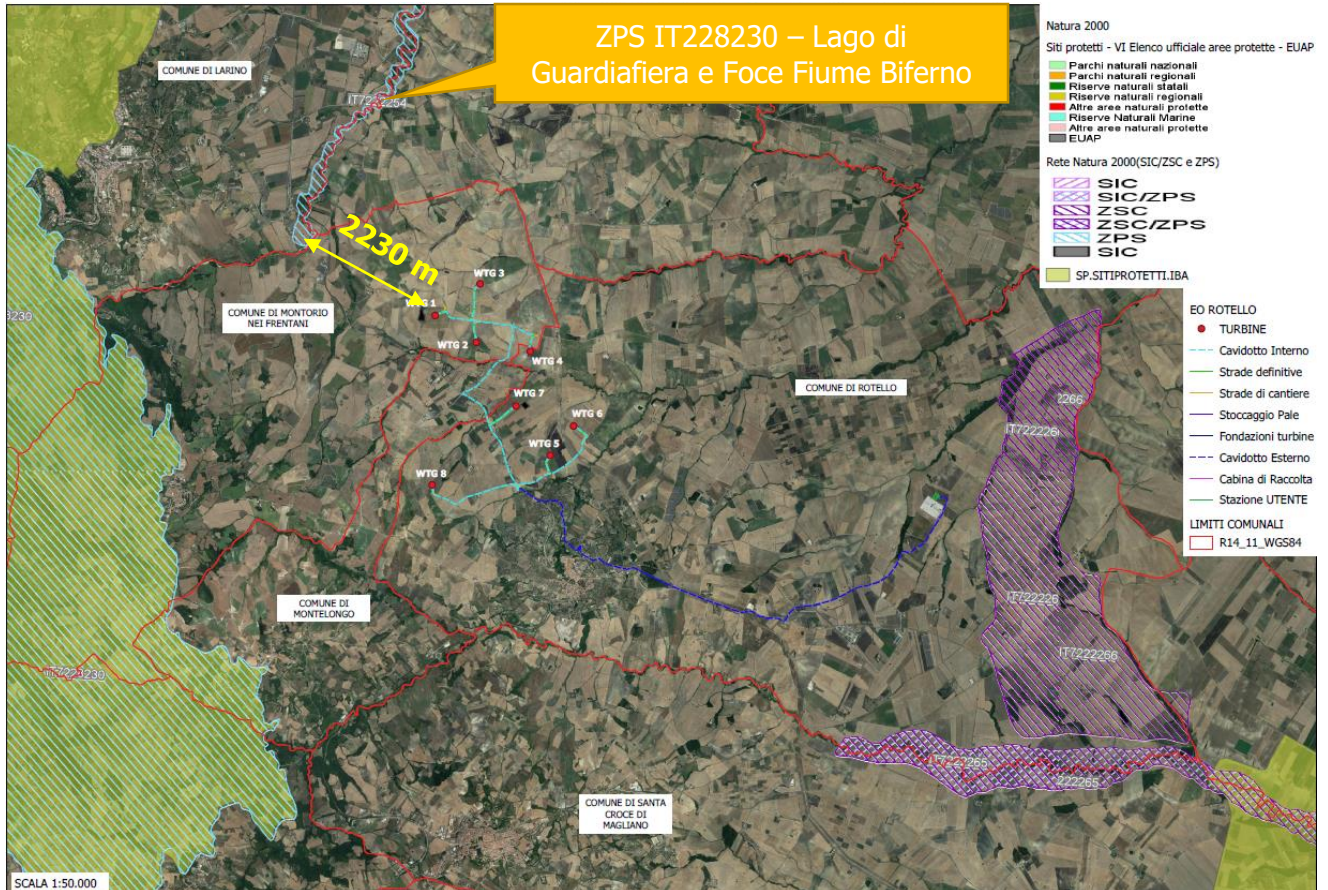 ZPS IT228230 – Lago di
Guardiafiera e Foce Fiume Biferno
COMUNE DI LARINO
IT7222254
2230 m
WTG 3
WTG 1
COMUNE DI MONTORIO
NEI FRENTANI
WTG 2
WTG 4
COMUNE DI ROTELLO
WTG 7
WTG 6
WTG 5
WTG 8
COMUNE DI
MONTELONGO
COMUNE DI SANTA
CROCE DI
MAGLIANO
IT7222266
IT7222265
222265
SCALA 1:50.000
Natura 2000
Siti protetti - VI Elenco ufficiale aree protette - EUAP
Parchi naturali nazionali
Parchi naturali regionali
Riserve naturali statali
Riserve naturali regionali
Altre aree naturali protette
Riserve Naturali Marine
Altre aree naturali protette
EUAP
Rete Natura 2000(SIC/ZSC e ZPS)
SIC
SIC/ZPS
ZSC
ZSC/ZPS
ZPS
SIC
SP.SITIPROTETTI.IBA
EO ROTELLO
TURBINE
Cavidotto Interno
Strade definitive
Strade di cantiere
Stoccaggio Pale
Fondazioni turbine
Cavidotto Esterno
Cabina di Raccolta
Stazione UTENTE
LIMITI COMUNALI
R14_11_WGS84